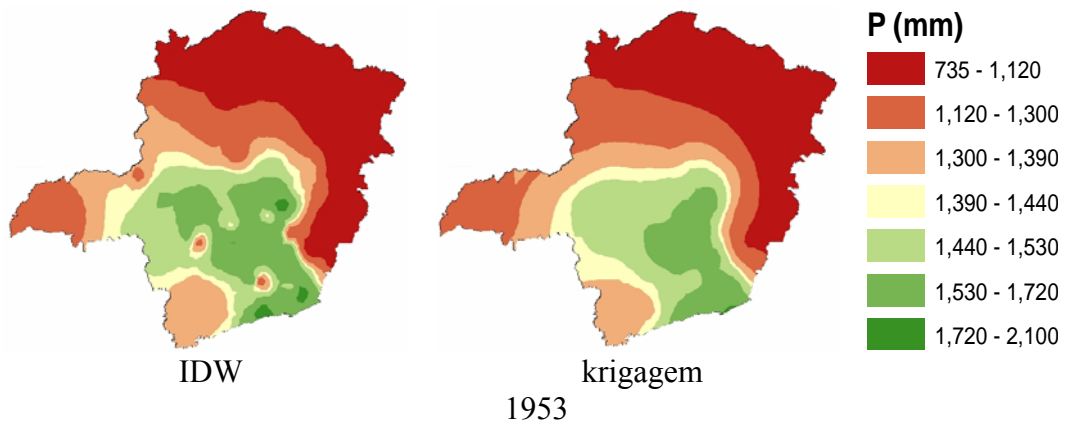 P (mm)
735 - 1,120
1,120 - 1,300
1,300 - 1,390
1,390 - 1,440
1,440 - 1,530
1,530 - 1,720
1,720 - 2,100
IDW
krigagem
1953